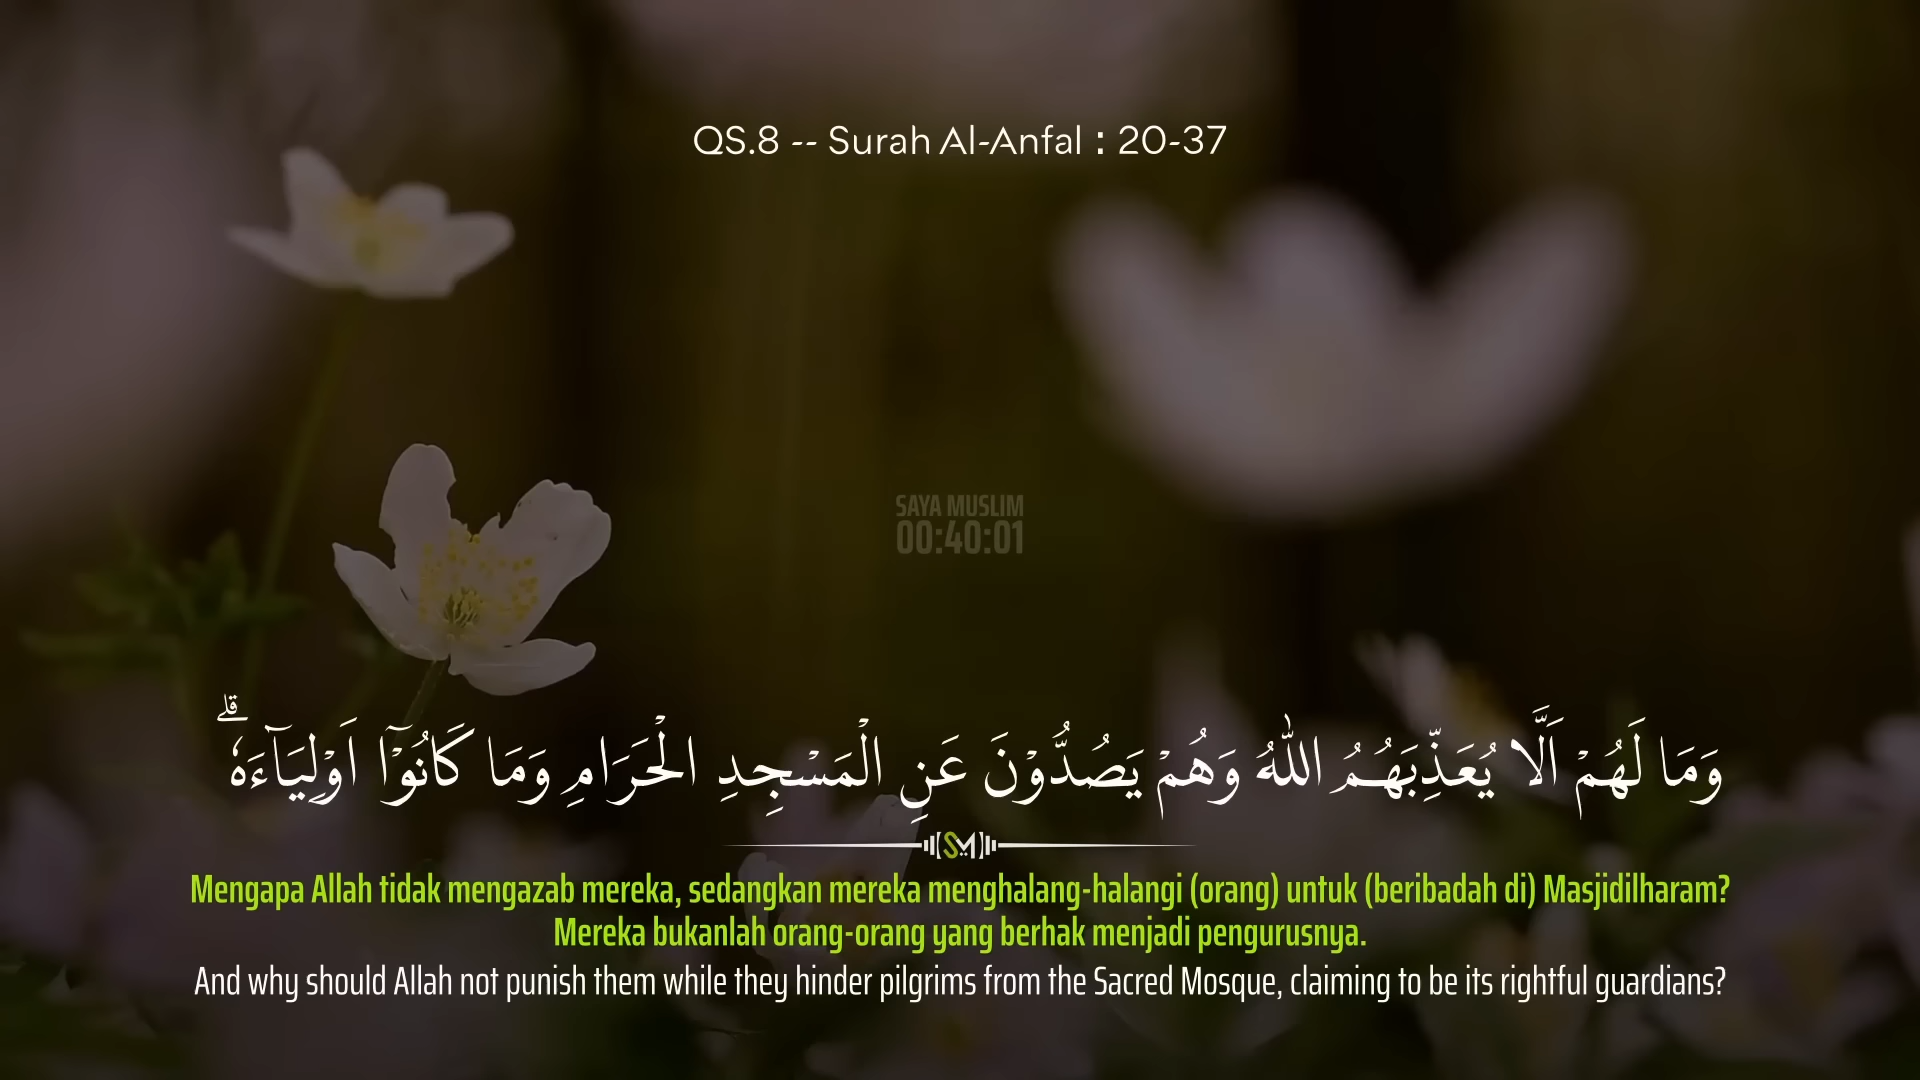 QS.8 -- Surah Al-Anfal : 20-37
SAYA MUSLIM
00:40:01
وَمَا لَهُمْ اَلَّا يُعَذِّبَهُمُ اللّٰهُ وَهُمْ يَصُدُّوْنَ عَنِ الْمَسْجِدِ الْحَرَامِ وَمَا كَانُوْٓا اَوْلِيَاۤءَهٗۗ
SM
Mengapa Allah tidak mengazab mereka, sedangkan mereka menghalang-halangi (orang) untuk (beribadah di) Masjidilharam?
Mereka bukanlah orang-orang yang berhak menjadi pengurusnya.
And why should Allah not punish them while they hinder pilgrims from the Sacred Mosque, claiming to be its rightful guardians?